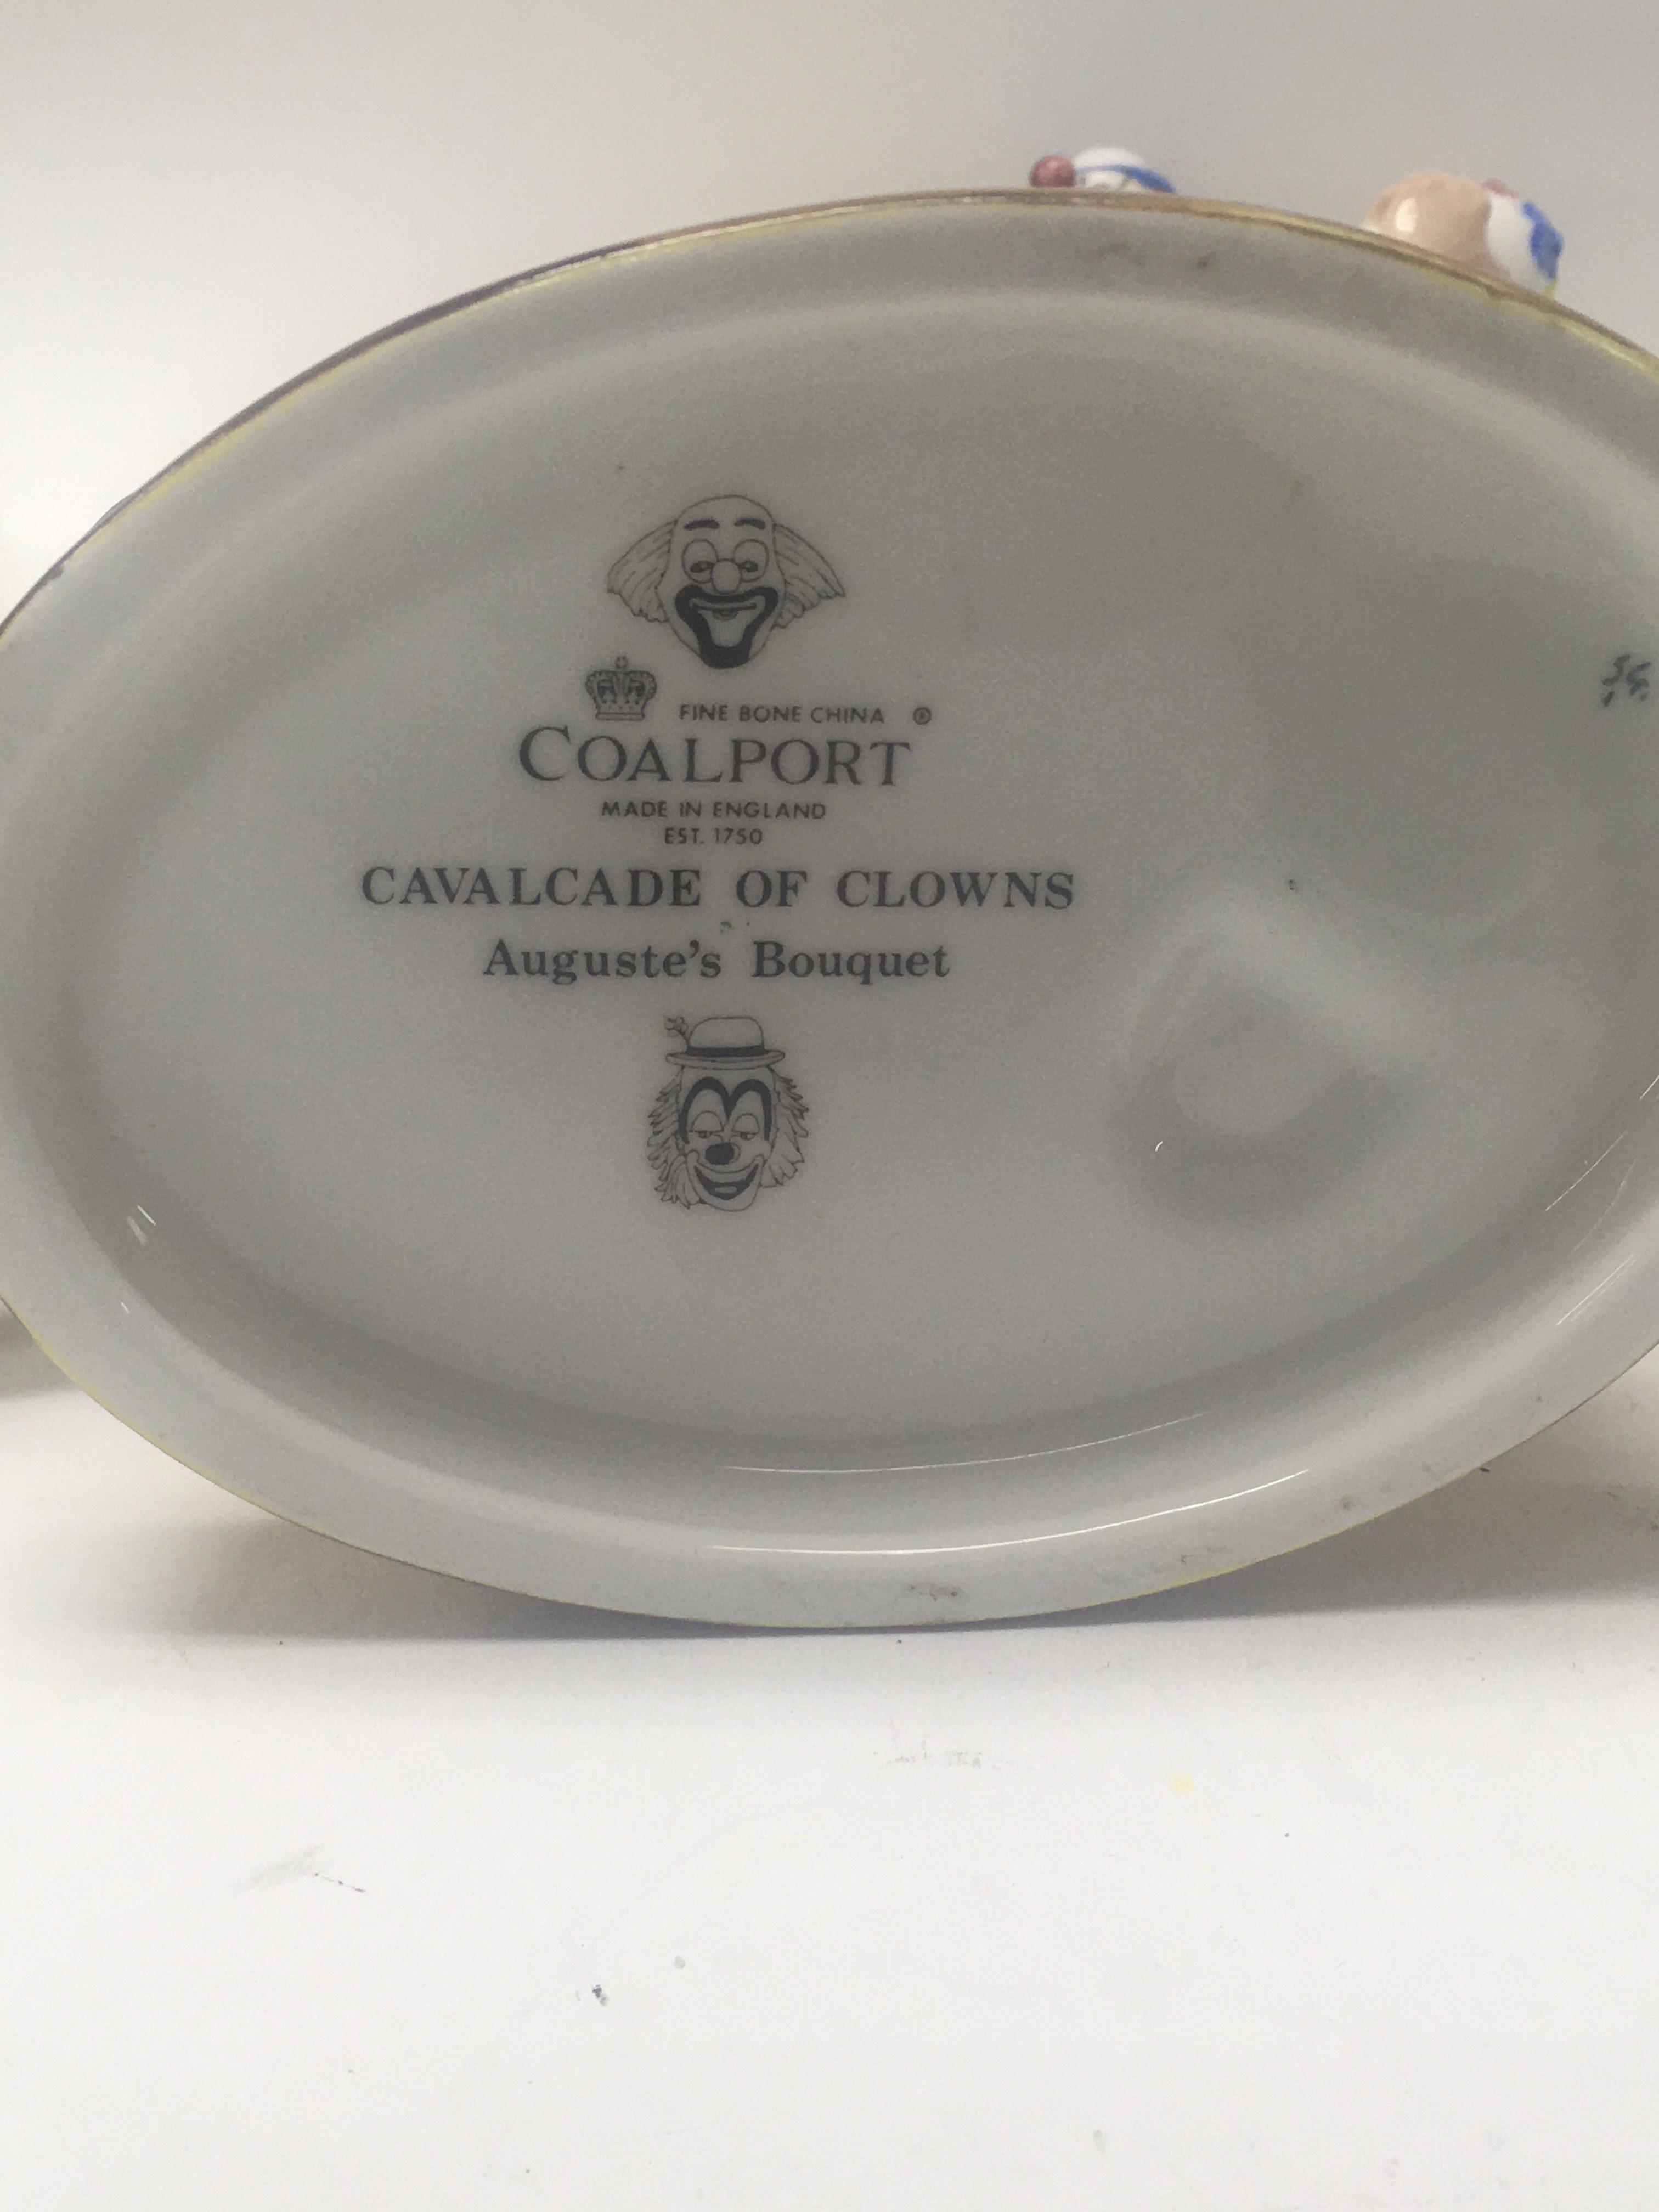 FINE BONE CHINA ®
COALPORT
MADE IN ENGLAND
EST. 1750
CAVALCADE OF CLOWNS
Auguste's Bouquet